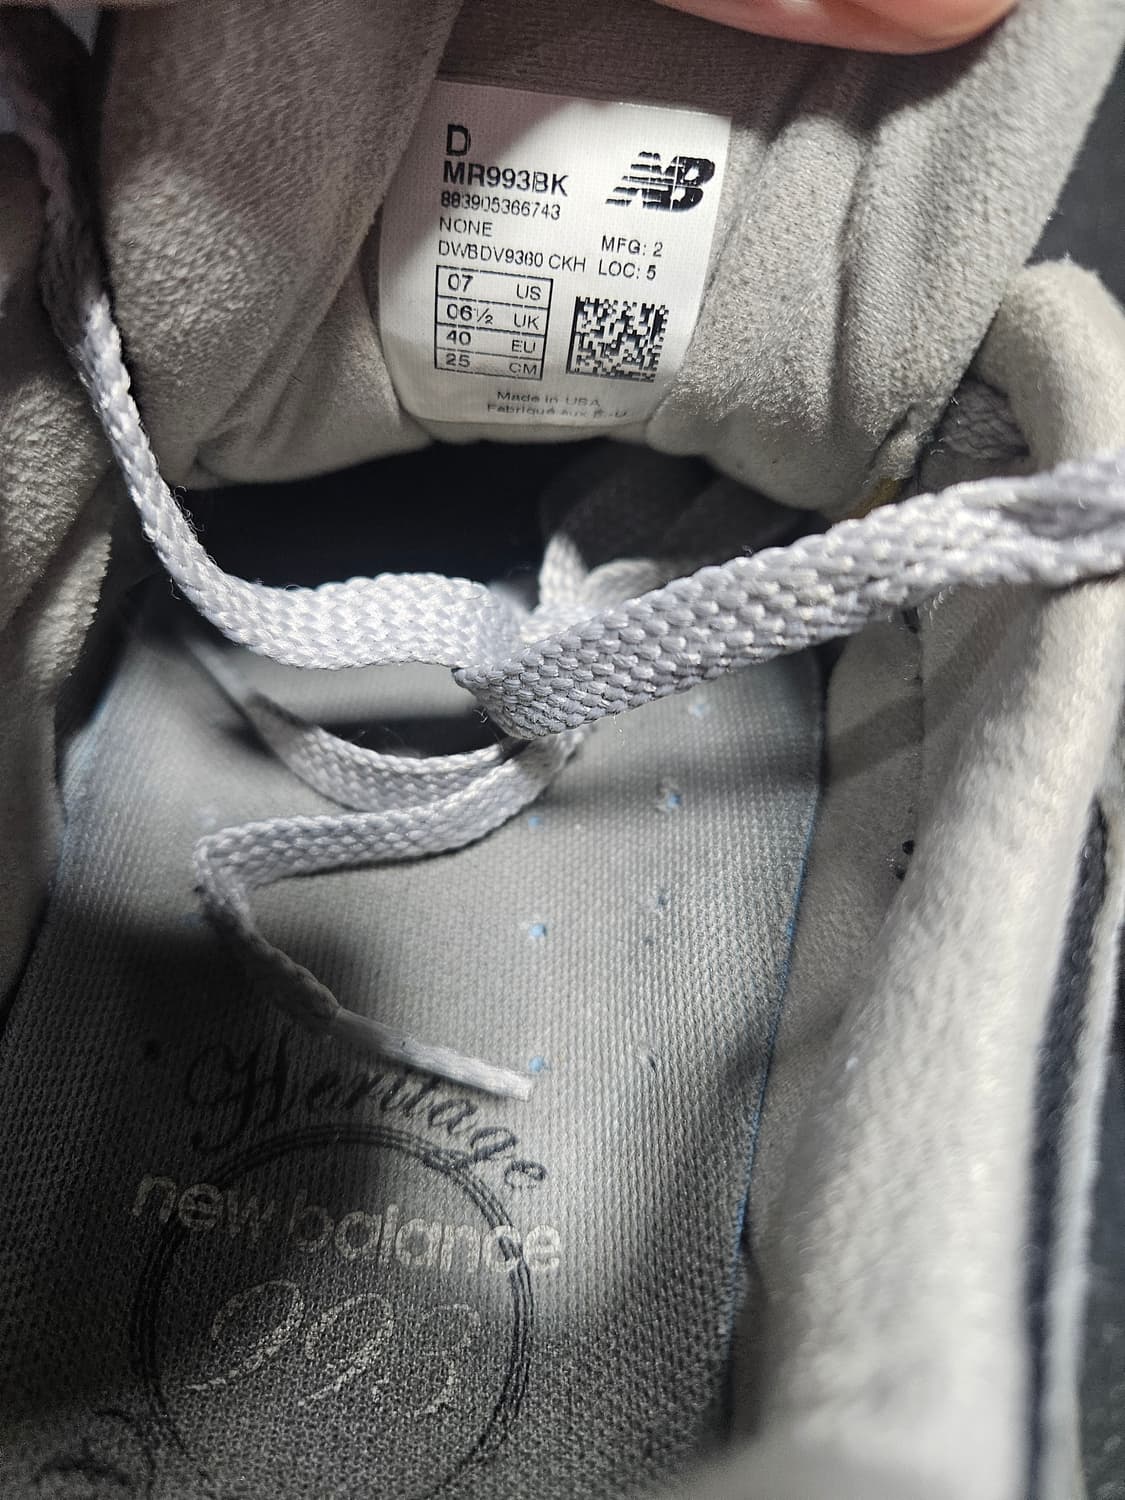 D
MR993BK
NB
883905366743
NONE
MFG: 2
DWBDV9360 CKH LOC: 5
07 US
06½ UK
40 EU
25 CM
Made in USA
Fabriqué aux É.-U.
Heritage
new balance
993